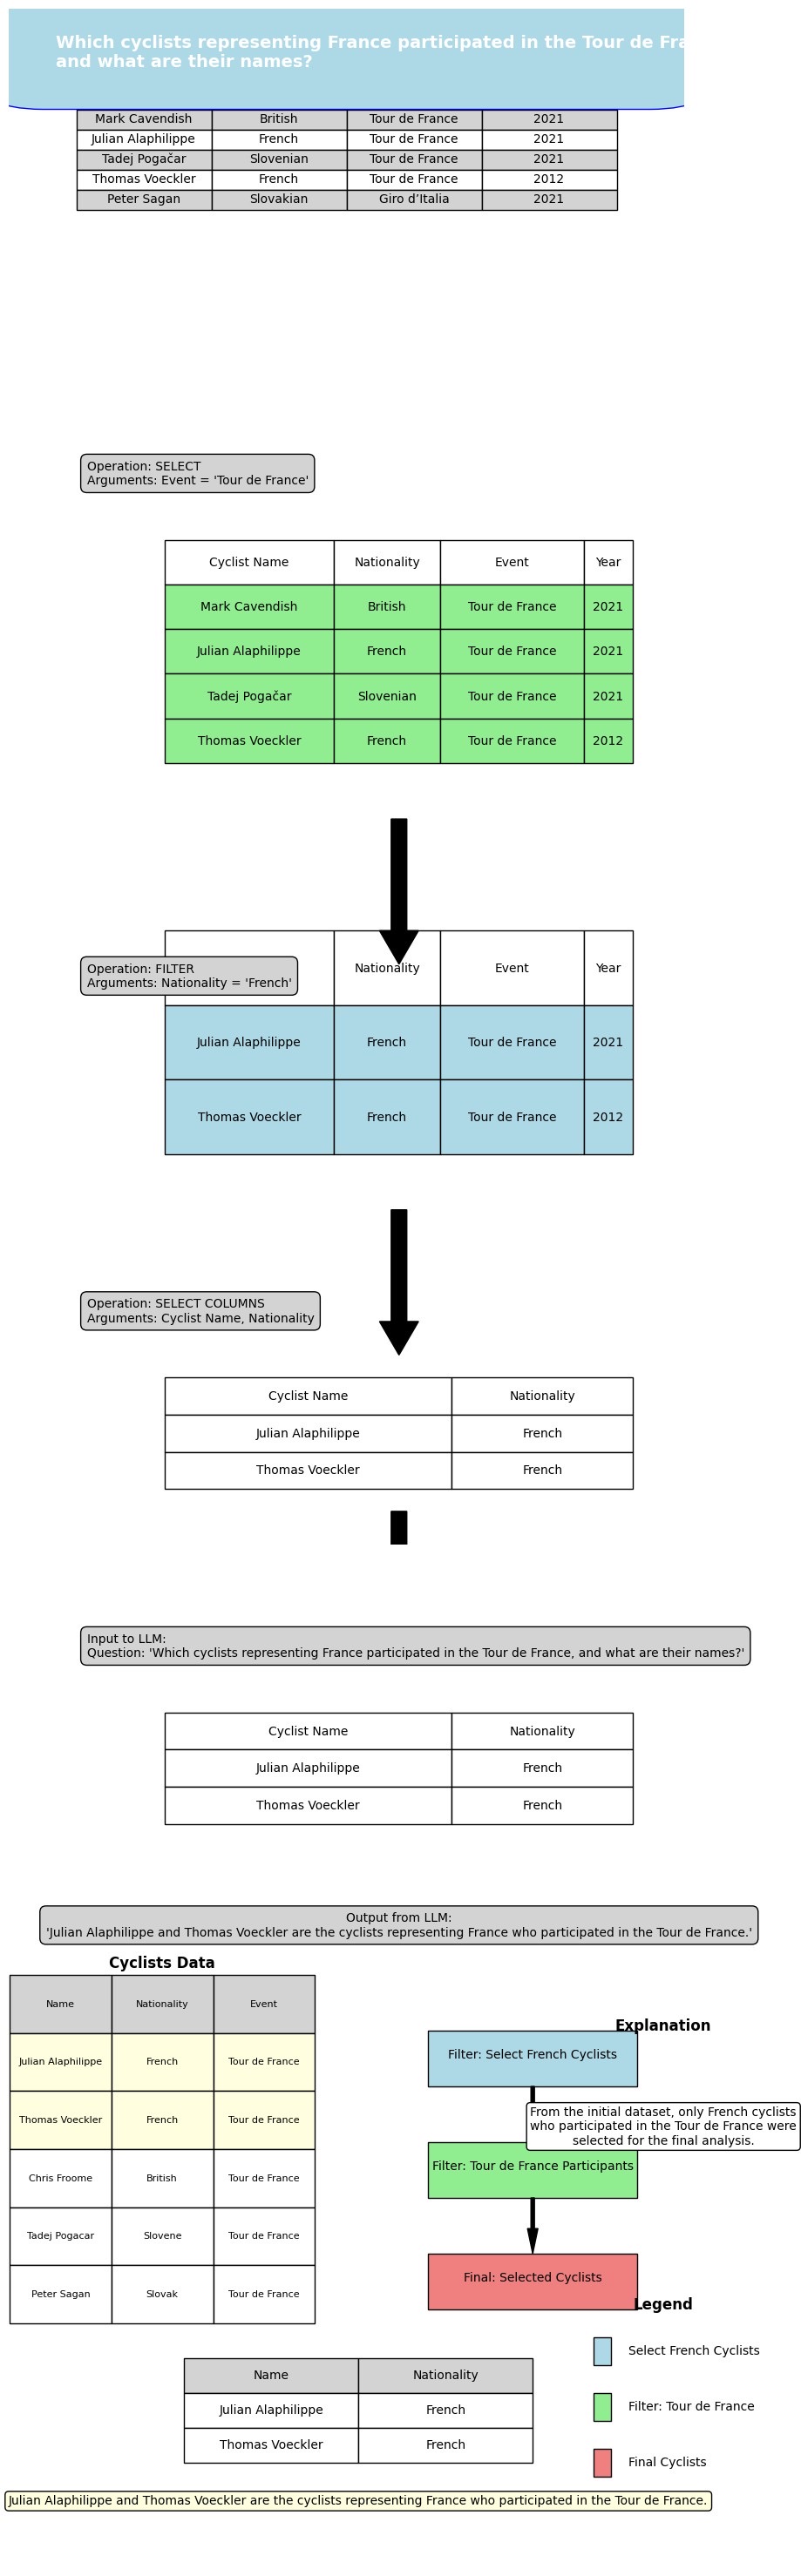 Which cyclists representing France participated in the Tour de Fra
and what are their names?
Mark Cavendish British Tour de France 2021
Julian Alaphilippe French Tour de France 2021
Tadej Pogačar Slovenian Tour de France 2021
Thomas Voeckler French Tour de France 2012
Peter Sagan Slovakian Giro d’Italia 2021
Operation: SELECT
Arguments: Event = 'Tour de France'
Cyclist Name Nationality Event Year
Mark Cavendish British Tour de France 2021
Julian Alaphilippe French Tour de France 2021
Tadej Pogačar Slovenian Tour de France 2021
Thomas Voeckler French Tour de France 2012
Operation: FILTER
Arguments: Nationality = 'French'
Nationality Event Year
Julian Alaphilippe French Tour de France 2021
Thomas Voeckler French Tour de France 2012
Operation: SELECT COLUMNS
Arguments: Cyclist Name, Nationality
Cyclist Name Nationality
Julian Alaphilippe French
Thomas Voeckler French
Input to LLM:
Question: 'Which cyclists representing France participated in the Tour de France, and what are their names?'
Cyclist Name Nationality
Julian Alaphilippe French
Thomas Voeckler French
Output from LLM:
'Julian Alaphilippe and Thomas Voeckler are the cyclists representing France who participated in the Tour de France.'
Cyclists Data
Name Nationality Event
Julian Alaphilippe French Tour de France
Thomas Voeckler French Tour de France
Chris Froome British Tour de France
Tadej Pogacar Slovene Tour de France
Peter Sagan Slovak Tour de France
Explanation
Filter: Select French Cyclists
From the initial dataset, only French cyclists
who participated in the Tour de France were
selected for the final analysis.
Filter: Tour de France Participants
Final: Selected Cyclists
Legend
Select French Cyclists
Filter: Tour de France
Final Cyclists
Name Nationality
Julian Alaphilippe French
Thomas Voeckler French
Julian Alaphilippe and Thomas Voeckler are the cyclists representing France who participated in the Tour de France.